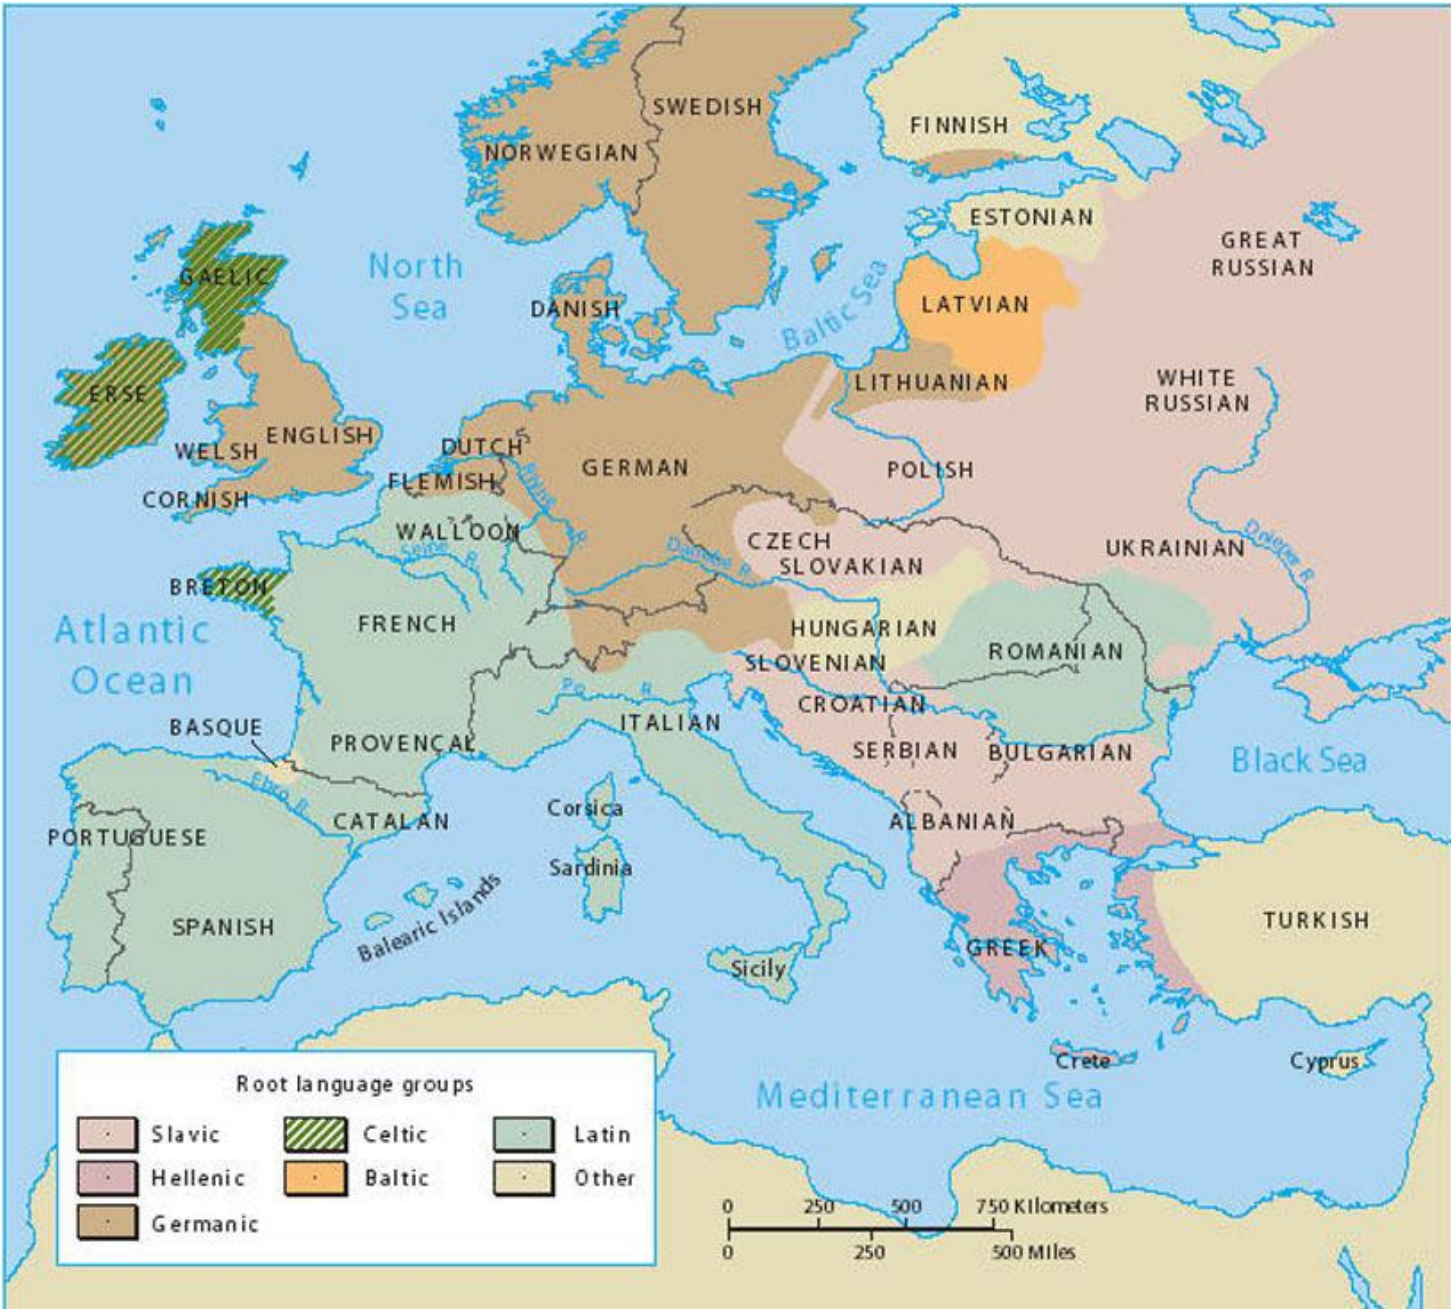 SWEDISH
FINNISH
NORWEGIAN
ESTONIAN
GREAT
RUSSIAN
North
Sea
GAELIC
Baltic Sea
LATVIAN
DANISH
ERSE
LITHUANIAN
WHITE
RUSSIAN
WELSH
ENGLISH
DUTCH
GERMAN
POLISH
CORNISH
FLEMISH
Rhine R.
WALLOON
Seine R.
CZECH
SLOVAKIAN
Danube R.
UKRAINIAN
Dnieper R.
BRETON
Atlantic
Ocean
FRENCH
HUNGARIAN
ROMANIAN
SLOVENIAN
Po R.
CROATIAN
BASQUE
PROVENÇAL
ITALIAN
SERBIAN
BULGARIAN
Black Sea
Ebro R.
CATALAN
Corsica
ALBANIAN
PORTUGUESE
Sardinia
SPANISH
Balearic Islands
GREEK
TURKISH
Sicily
Crete
Cyprus
Mediterranean Sea
Root language groups
Slavic
Celtic
Latin
Hellenic
Baltic
Other
Germanic
0 250 500 750 Kilometers
0 250 500 Miles